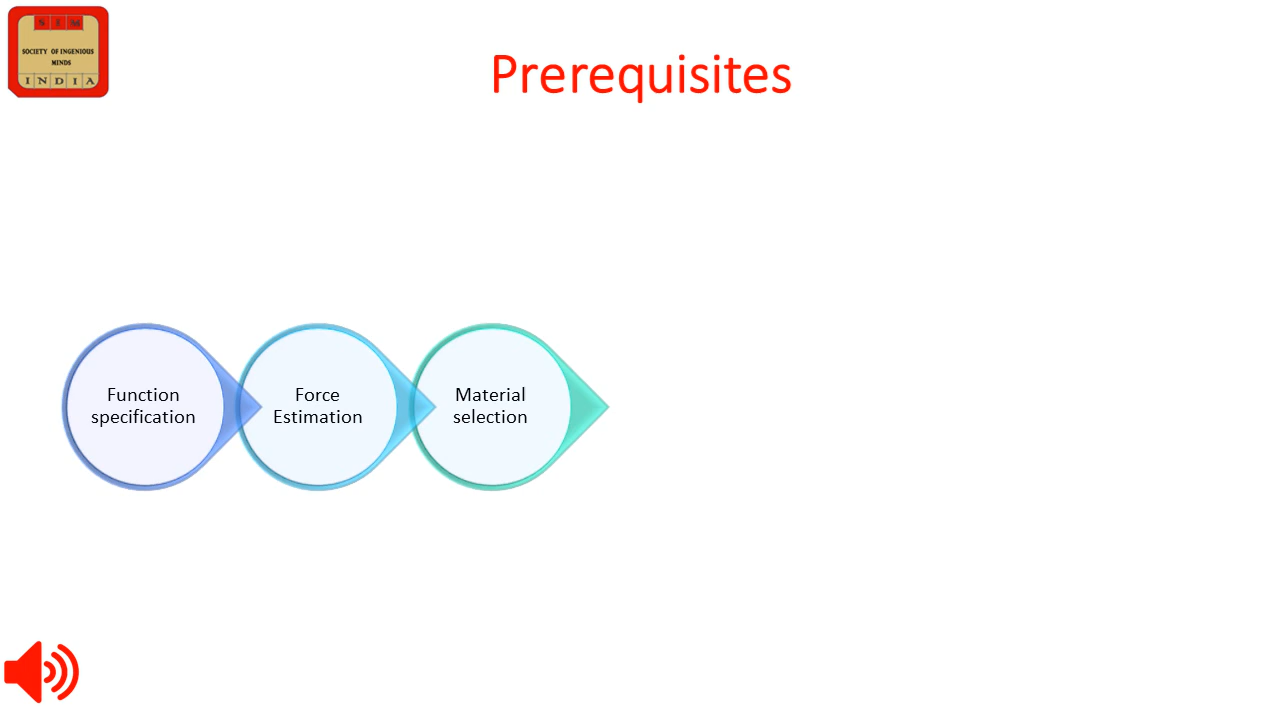 S I M
SOCIETY OF INGENIOUS
MINDS
I N D I A
Prerequisites
Function
specification
Force
Estimation
Material
selection